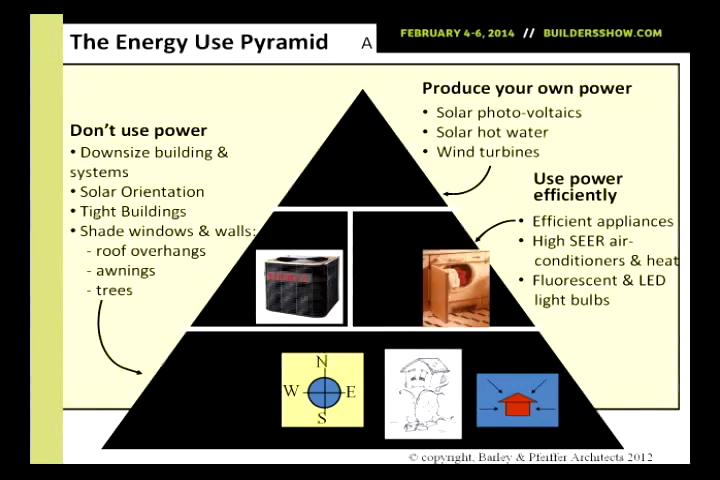 FEBRUARY 4-6, 2014 // BUILDERSSHOW.COM
The Energy Use Pyramid A
Produce your own power
• Solar photo-voltaics
• Solar hot water
• Wind turbines
Don't use power
• Downsize building &
systems
• Solar Orientation
• Tight Buildings
• Shade windows & walls:
- roof overhangs
- awnings
- trees
Use power
efficiently
• Efficient appliances
• High SEER air-
conditioners & heat
• Fluorescent & LED
light bulbs
N
W E
S
© copyright, Barley & Pfeiffer Architects 2012